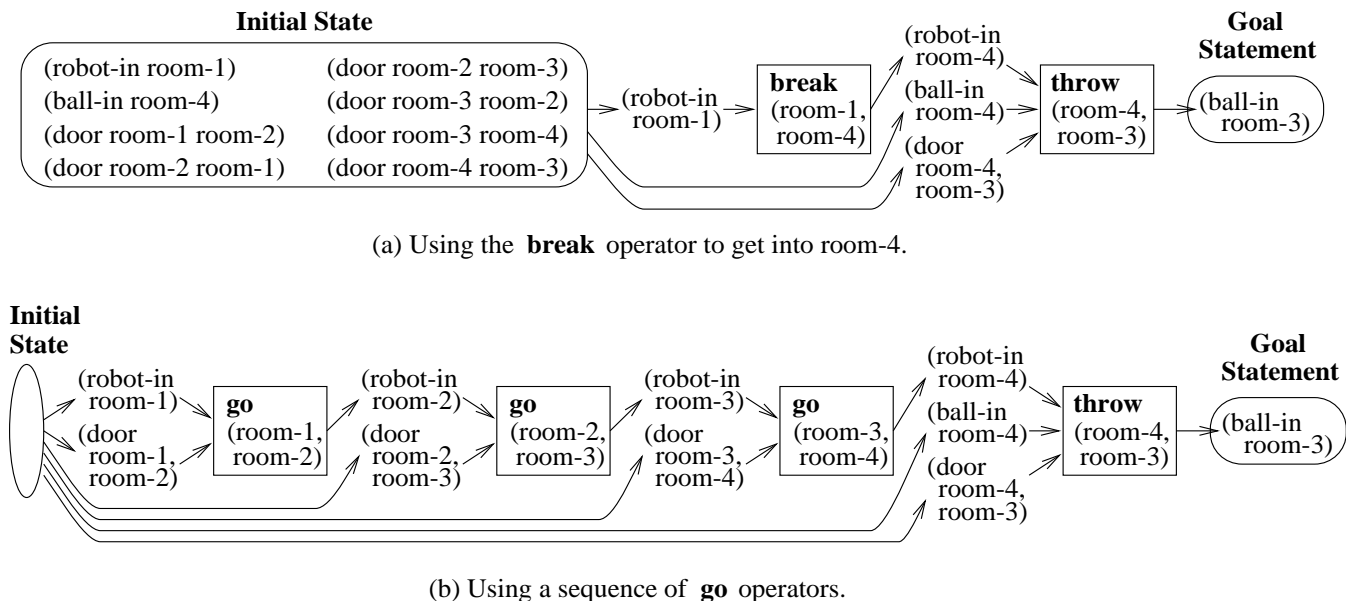 Initial State
(robot-in room-1)
(ball-in room-4)
(door room-1 room-2)
(door room-2 room-1)
(door room-2 room-3)
(door room-3 room-2)
(door room-3 room-4)
(door room-4 room-3)
(robot-in
room-1)
break
(room-1,
room-4)
(robot-in
room-4)
(ball-in
room-4)
(door
room-4,
room-3)
throw
(room-4,
room-3)
Goal
Statement
(ball-in
room-3)
(a) Using the break operator to get into room-4.
Initial
State
(robot-in
room-1)
(door
room-1,
room-2)
go
(room-1,
room-2)
(robot-in
room-2)
(door
room-2,
room-3)
go
(room-2,
room-3)
(robot-in
room-3)
(door
room-3,
room-4)
go
(room-3,
room-4)
(robot-in
room-4)
(ball-in
room-4)
(door
room-4,
room-3)
throw
(room-4,
room-3)
Goal
Statement
(ball-in
room-3)
(b) Using a sequence of go operators.